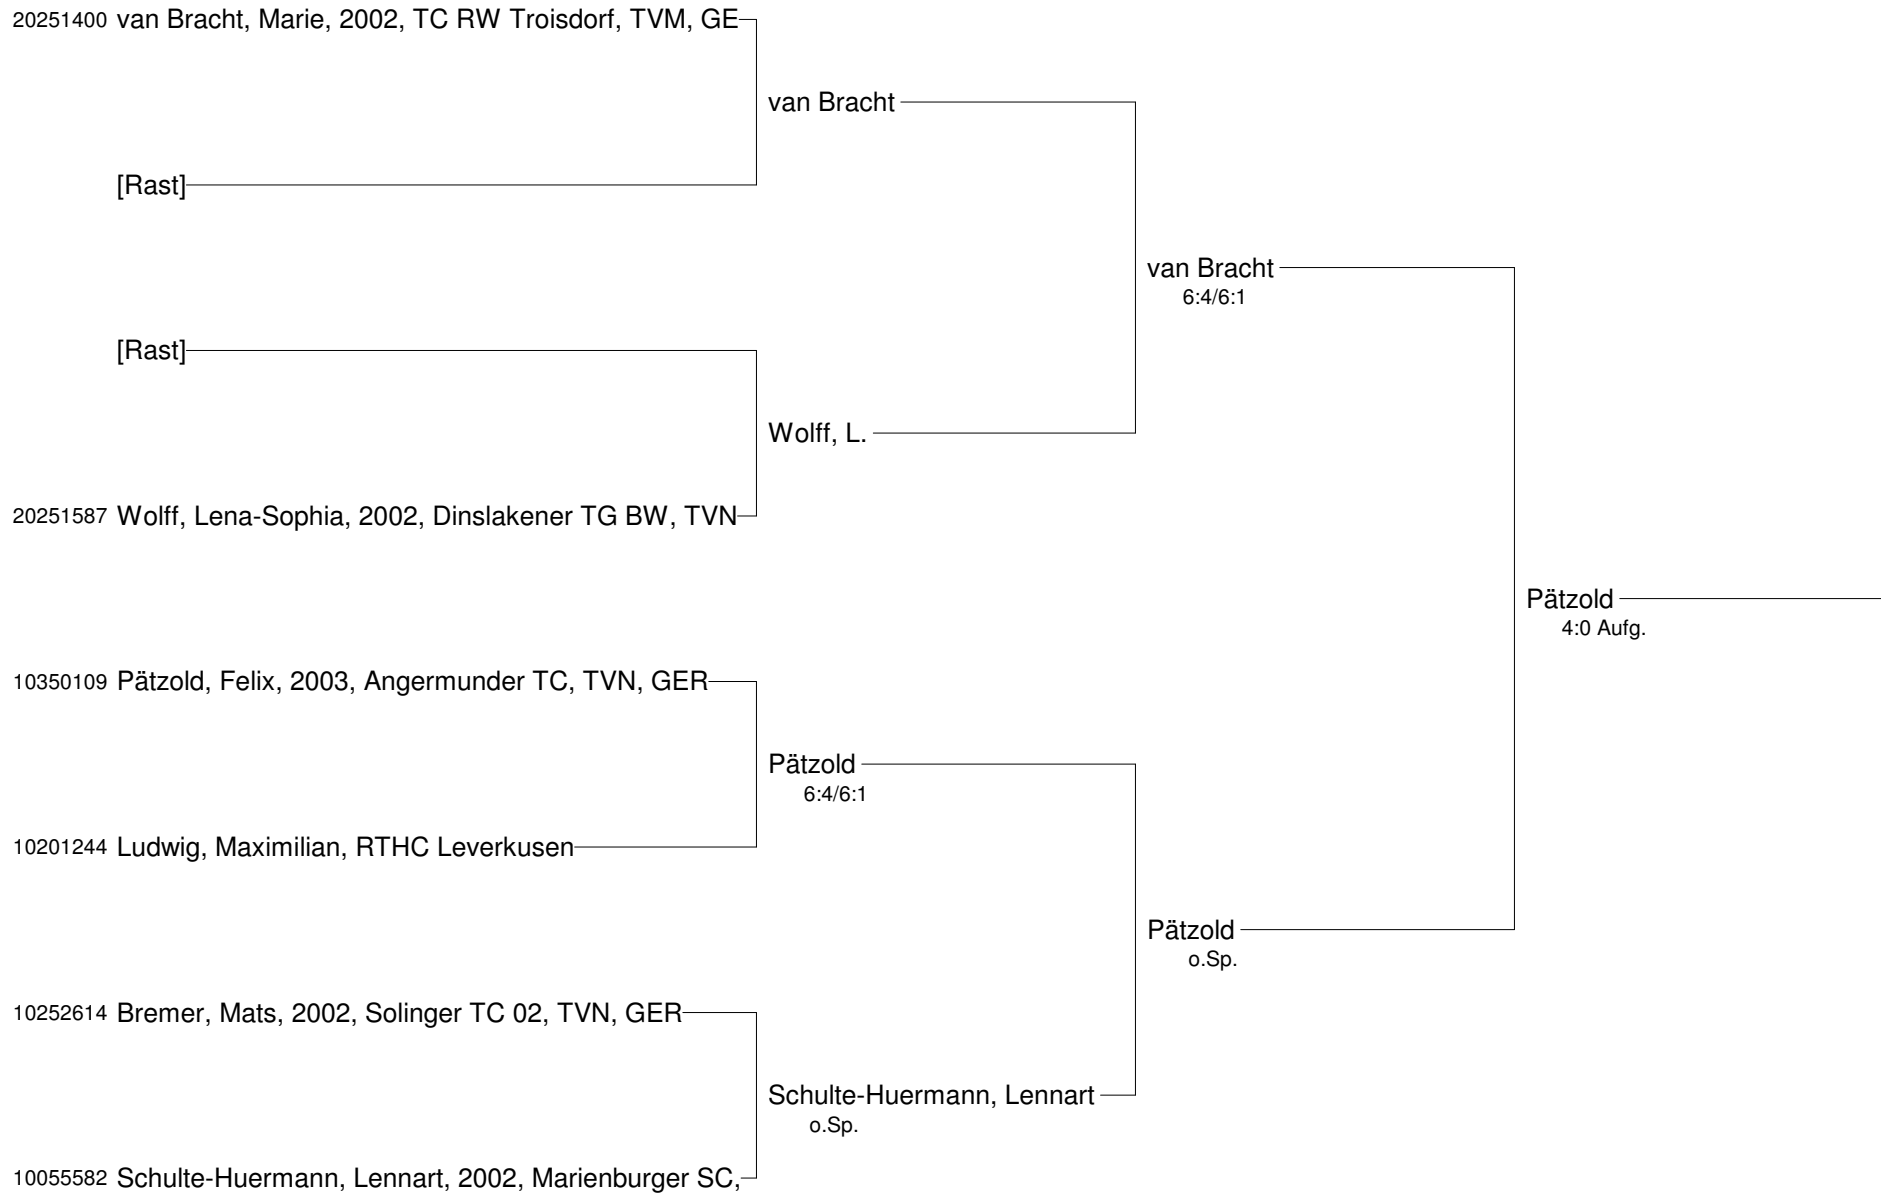 20251400 van Bracht, Marie, 2002, TC RW Troisdorf, TVM, GE
van Bracht
[Rast]
van Bracht
6:4/6:1
[Rast]
Wolff, L.
20251587 Wolff, Lena-Sophia, 2002, Dinslakener TG BW, TVN
Pätzold
4:0 Aufg.
10350109 Pätzold, Felix, 2003, Angermunder TC, TVN, GER
Pätzold
6:4/6:1
10201244 Ludwig, Maximilian, RTHC Leverkusen
Pätzold
o.Sp.
10252614 Bremer, Mats, 2002, Solinger TC 02, TVN, GER
Schulte-Huermann, Lennart
o.Sp.
10055582 Schulte-Huermann, Lennart, 2002, Marienburger SC,